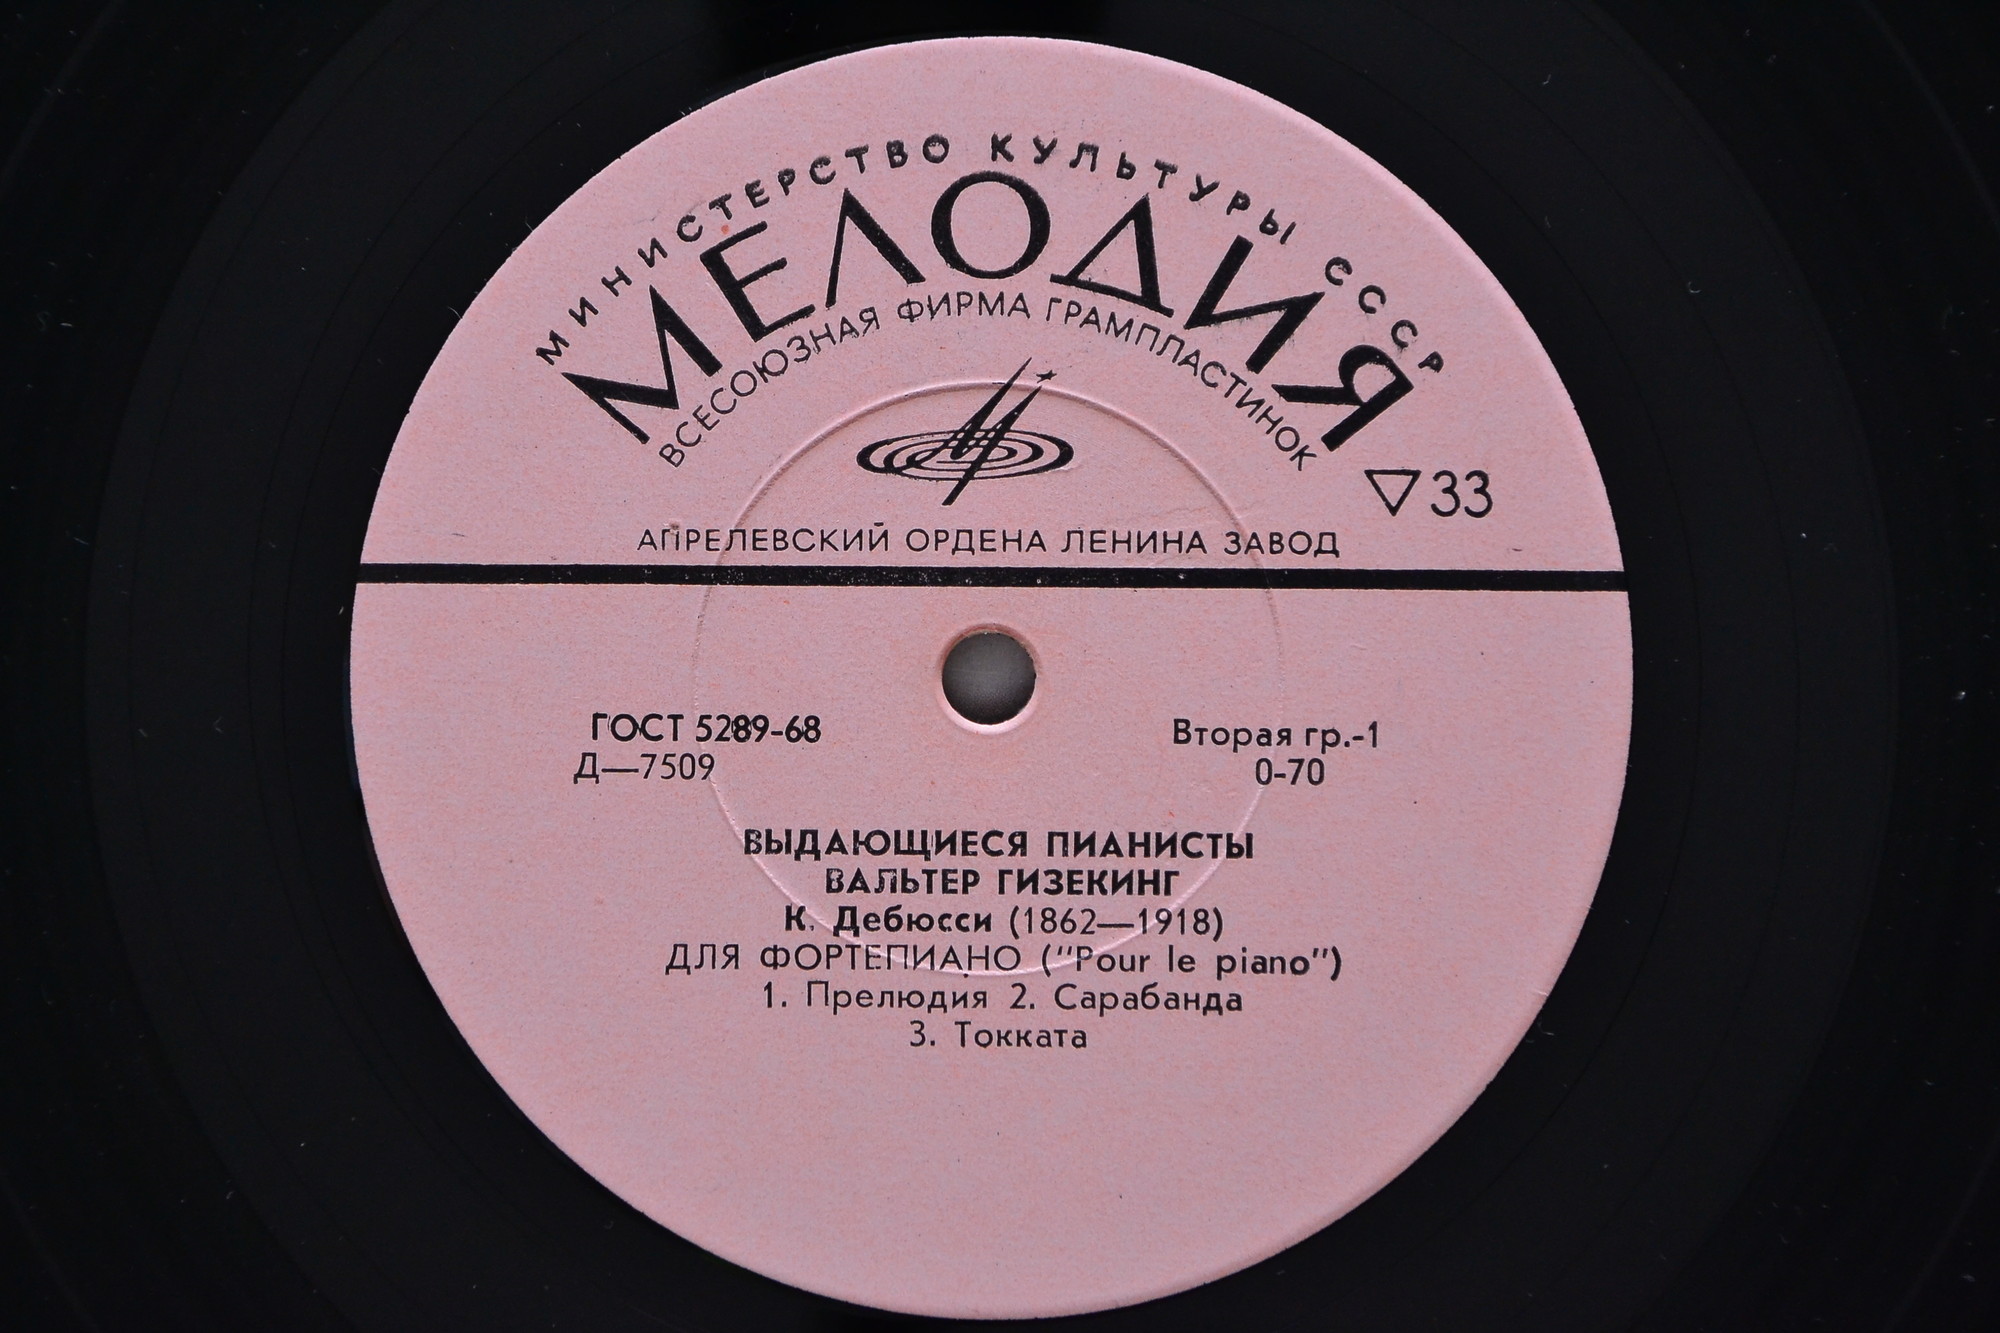 МИНИСТЕРСТВО КУЛЬТУРЫ СССР
МЕЛОДИЯ
ВСЕСОЮЗНАЯ ФИРМА ГРАМПЛАСТИНОК
▽33
АПРЕЛЕВСКИЙ ОРДЕНА ЛЕНИНА ЗАВОД
ГОСТ 5289-68
Д—7509
Вторая гр.-1
0-70
ВЫДАЮЩИЕСЯ ПИАНИСТЫ
ВАЛЬТЕР ГИЗЕКИНГ
К. Дебюсси (1862—1918)
ДЛЯ ФОРТЕПИАНО ("Pour le piano")
1. Прелюдия 2. Сарабанда
3. Токката